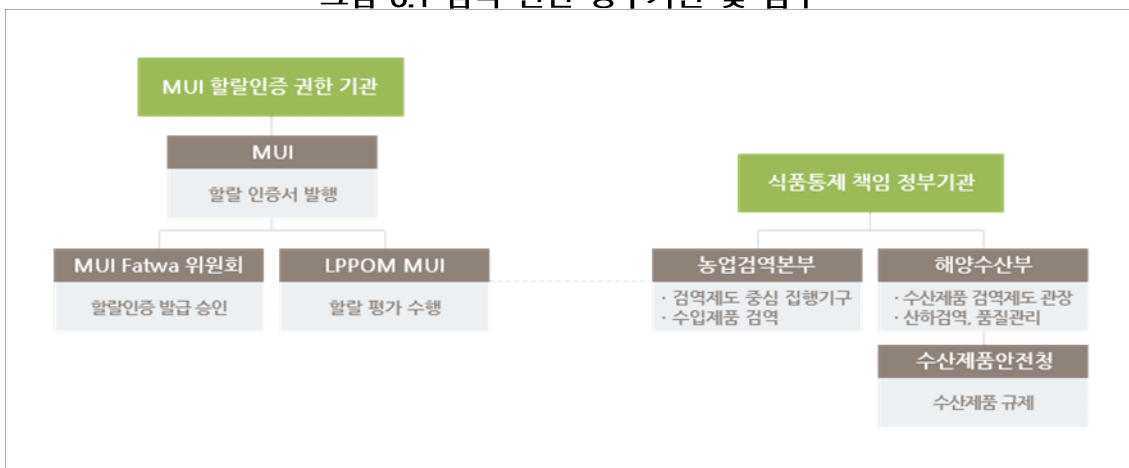 MUI 할랄인증 권한 기관
MUI
할랄 인증서 발행
MUI Fatwa 위원회
할랄인증 발급 승인
LPPOM MUI
할랄 평가 수행
식품통제 책임 정부기관
농업검역본부
· 검역제도 중심 집행기구
· 수입제품 검역
해양수산부
· 수산제품 검역제도 관장
· 산하검역, 품질관리
수산제품안전청
수산제품 규제